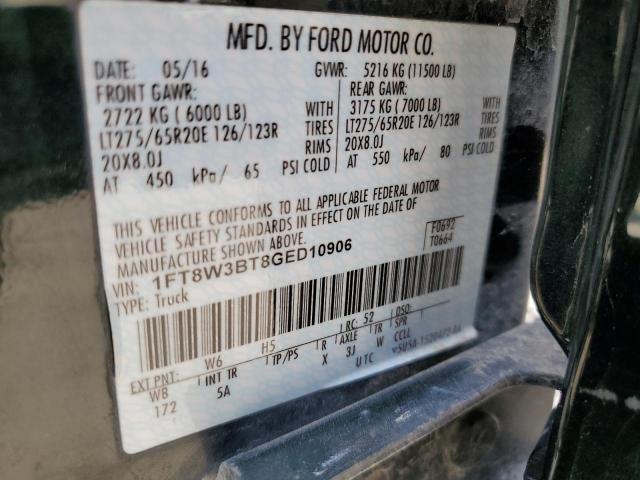 MFD. BY FORD MOTOR CO.
DATE: 05/16 GVWR: 5216 KG (11500 LB)
FRONT GAWR: REAR GAWR:
2722 KG ( 6000 LB) WITH 3175 KG ( 7000 LB) WITH
LT275/65R20E 126/123R TIRES LT275/65R20E 126/123R TIRES
20X8.0J RIMS 20X8.0J RIMS
AT 450 kPa/ 65 PSI COLD AT 550 kPa/ 80 PSI COLD
THIS VEHICLE CONFORMS TO ALL APPLICABLE FEDERAL MOTOR
VEHICLE SAFETY STANDARDS IN EFFECT ON THE DATE OF
MANUFACTURE SHOWN ABOVE.
F0692
T0664
VIN: 1FT8W3BT8GED10906
TYPE: Truck
EXT PNT: W6 H5 RC: 52 DSO:
WB INT TR TP/PS R AXLE TR SPR
172 5A X 3J W CCLL
UTC